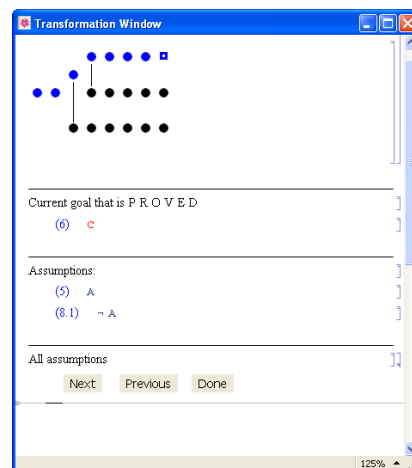 Transformation Window
Current goal that is P R O V E D
(6) C
Assumptions:
(5) A
(8.1) ¬ A
All assumptions
Next Previous Done
125%